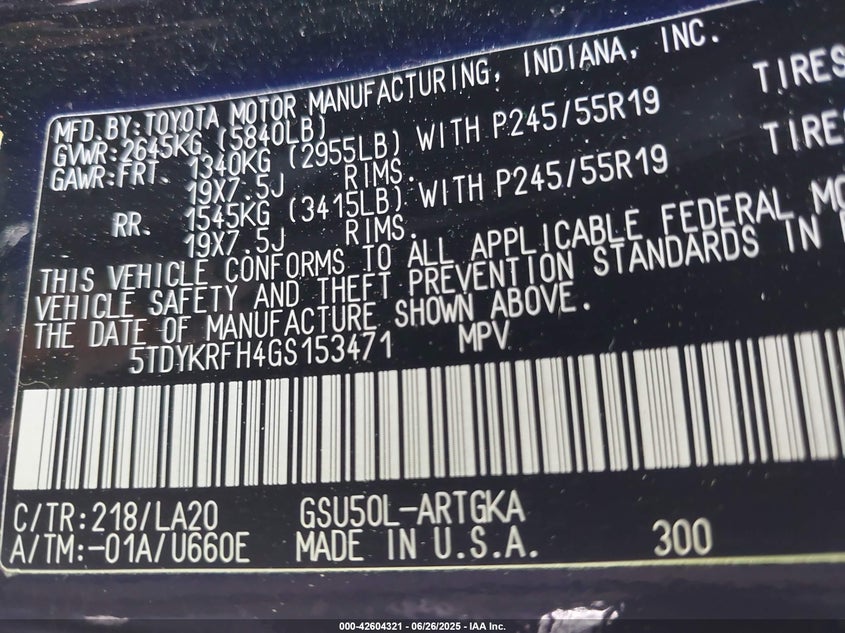 MFD.BY:TOYOTA MOTOR MANUFACTURING, INDIANA, INC.
GVWR:2645KG (5840LB)
GAWR:FRT. 1340KG (2955LB) WITH P245/55R19 TIRES
19X7.5J RIMS.
RR. 1545KG (3415LB) WITH P245/55R19 TIRE
19X7.5J RIMS.
THIS VEHICLE CONFORMS TO ALL APPLICABLE FEDERAL MO
VEHICLE SAFETY AND THEFT PREVENTION STANDARDS IN
THE DATE OF MANUFACTURE SHOWN ABOVE.
5TDYKRFH4GS153471 MPV
C/TR:218/LA20 GSU50L-ARTGKA
A/TM:-01A/U660E MADE IN U.S.A. 300
000-42604321 / 06/26/2025 - IAA Inc.